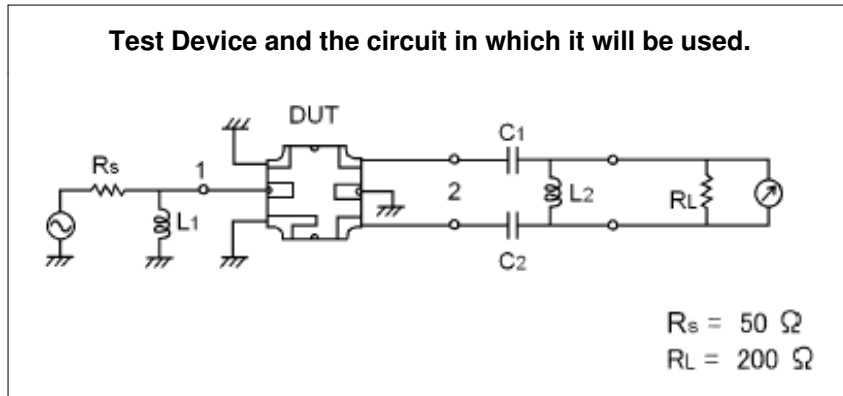 Test Device and the circuit in which it will be used.
DUT
C1
Rs
1
2
L1
L2
RL
C2
Rs = 50 Ω
RL = 200 Ω